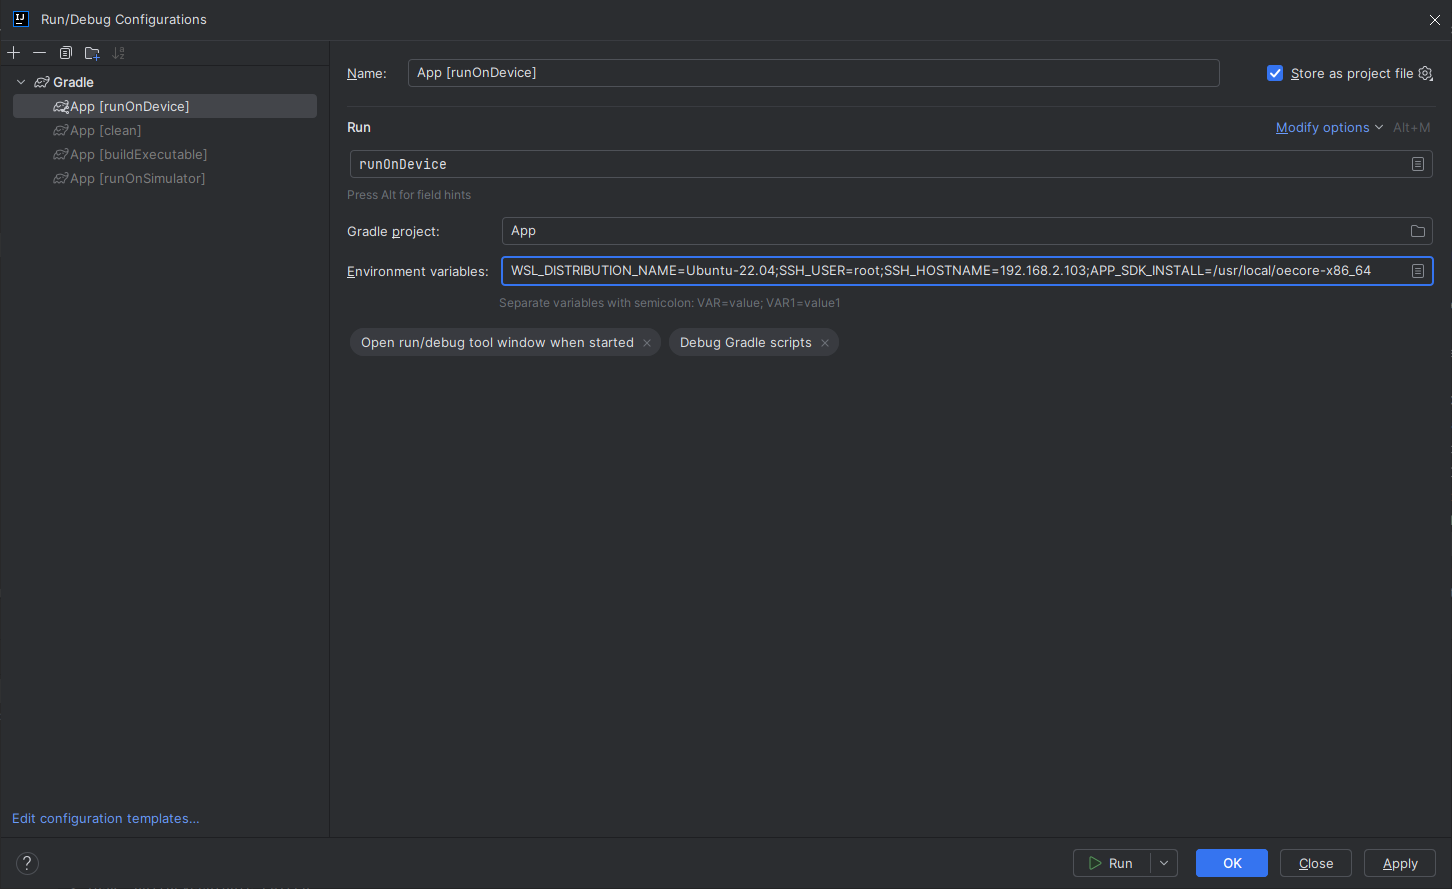 Run/Debug Configurations
Gradle
App [runOnDevice]
App [clean]
App [buildExecutable]
App [runOnSimulator]
Edit configuration templates...
Name: App [runOnDevice] Store as project file
Run Modify options Alt+M
runOnDevice
Press Alt for field hints
Gradle project: App
Environment variables: WSL_DISTRIBUTION_NAME=Ubuntu-22.04;SSH_USER=root;SSH_HOSTNAME=192.168.2.103;APP_SDK_INSTALL=/usr/local/oecore-x86_64
Separate variables with semicolon: VAR=value; VAR1=value1
Open run/debug tool window when started × Debug Gradle scripts ×
? Run OK Close Apply